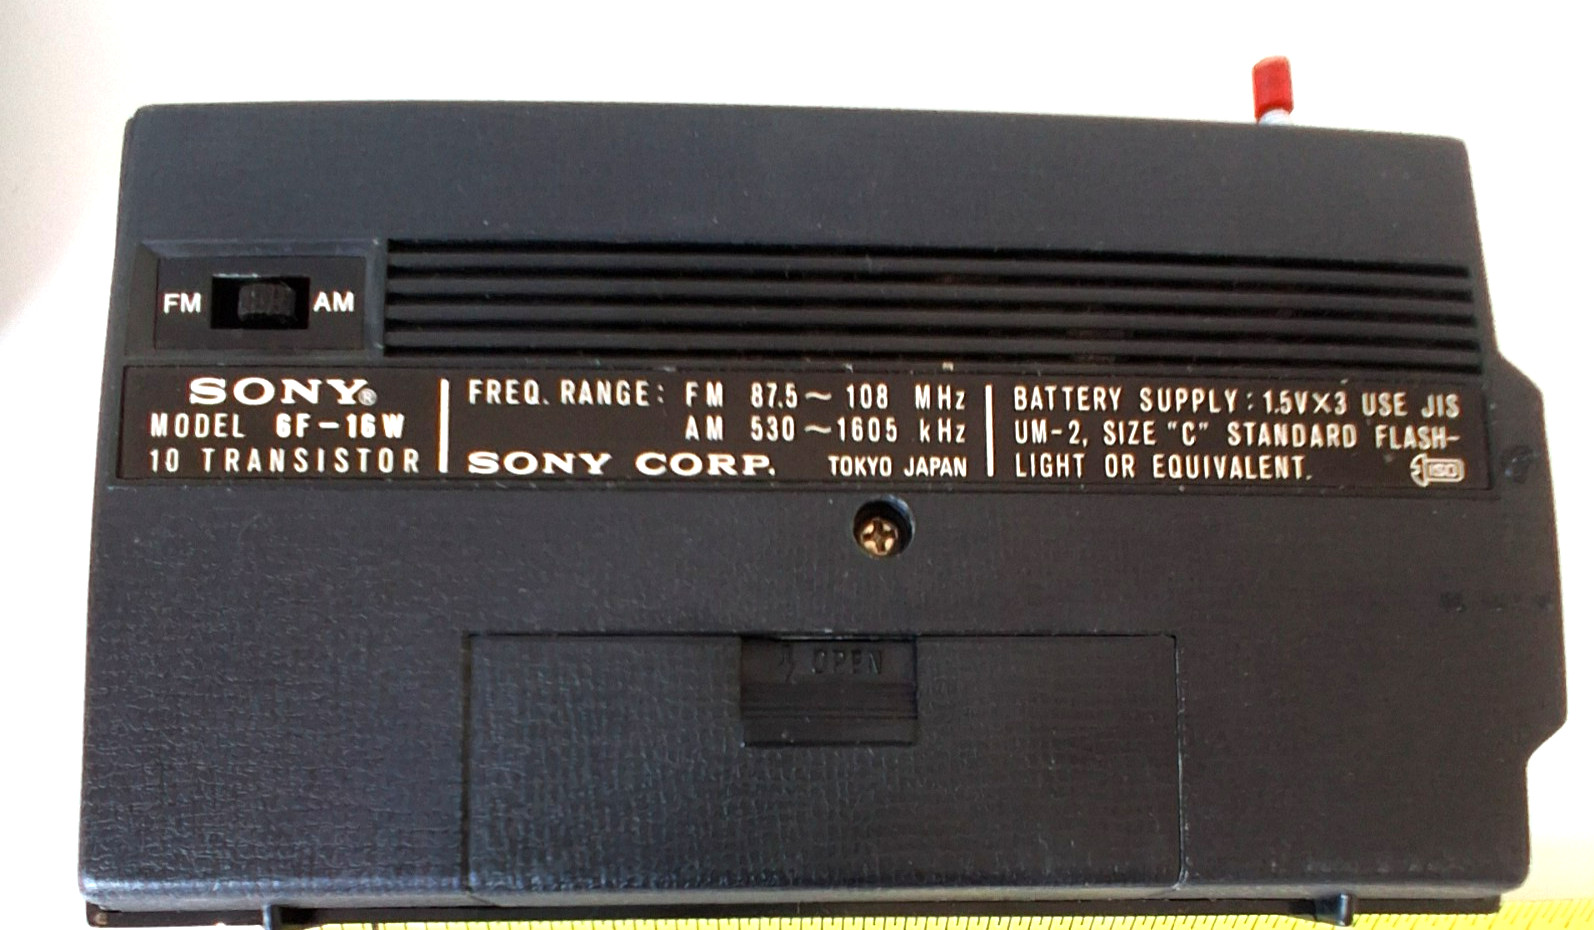 FM AM
SONY®
MODEL 6F-16W
10 TRANSISTOR
FREQ. RANGE: FM 87.5~ 108 MHz
AM 530~1605 kHz
SONY CORP. TOKYO JAPAN
BATTERY SUPPLY: 1.5V×3 USE JIS
UM-2, SIZE "C" STANDARD FLASH-
LIGHT OR EQUIVALENT.
ISO
OPEN